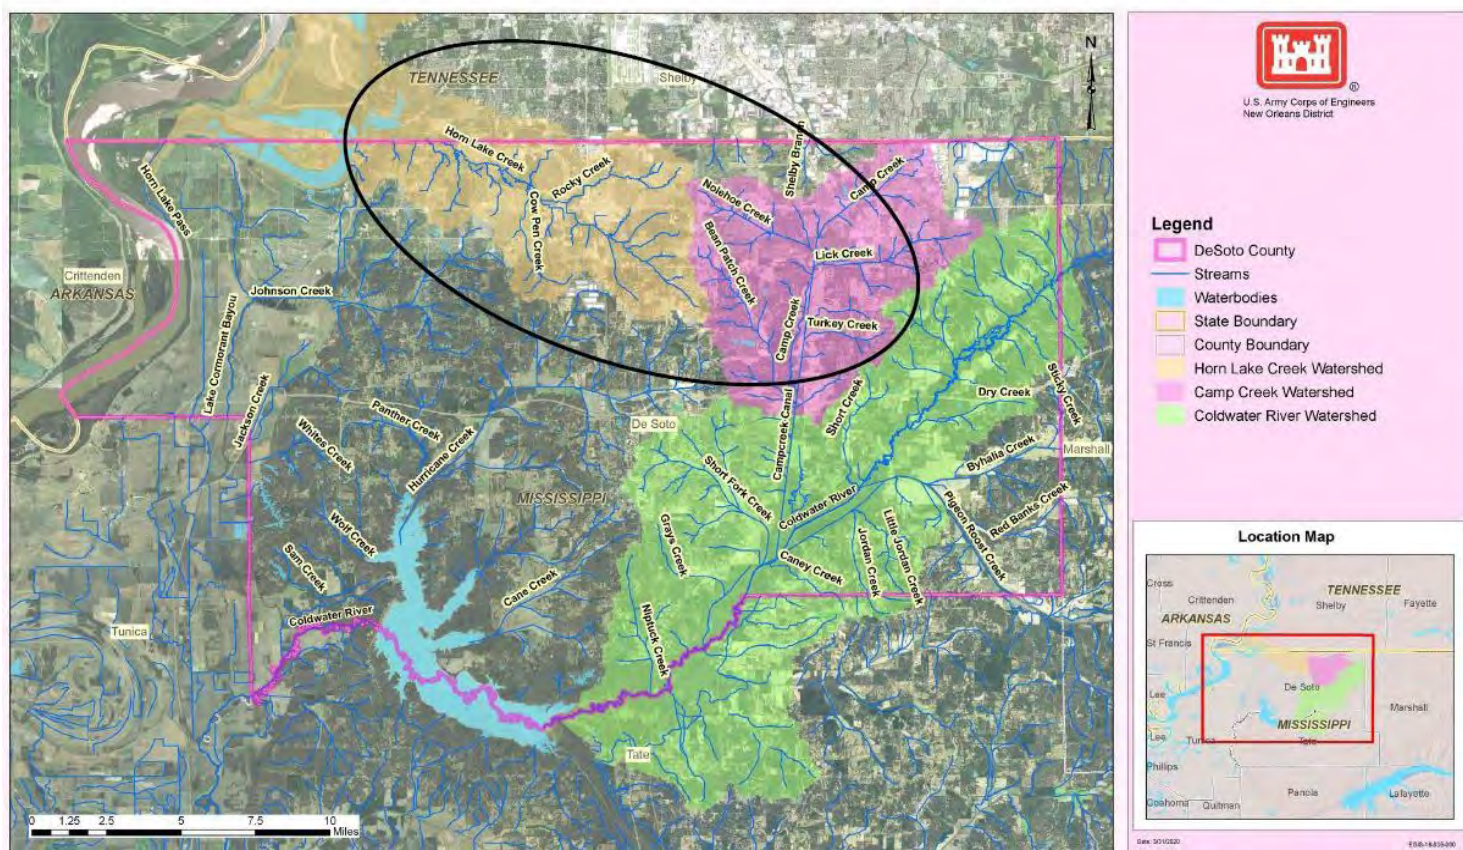 TENNESSEE
Shelby
N
Horn Lake Creek
Rocky Creek
Cow Pen Creek
Horn Lake Pass
Shelby Branch
Camp Creek
Nolehoe Creek
Bean Patch Creek
Lick Creek
Turkey Creek
Camp Creek
Crittenden
ARKANSAS
Johnson Creek
Lake Cormorant Bayou
Jackson Creek
Panther Creek
Whites Creek
Hurricane Creek
De Soto
Campcreek Canal
Short Creek
Dry Creek
Sticky Creek
Marshall
Byhalia Creek
MISSISSIPPI
Short Fork Creek
Coldwater River
Pigeon Roost Creek
Red Banks Creek
Wolf Creek
Sam Creek
Grays Creek
Caney Creek
Jordan Creek
Little Jordan Creek
Cane Creek
Coldwater River
Niptuck Creek
Tunica
Tate
0 1.25 2.5 5 7.5 10
Miles
®
U.S. Army Corps of Engineers
New Orleans District
Legend
DeSoto County
Streams
Waterbodies
State Boundary
County Boundary
Horn Lake Creek Watershed
Camp Creek Watershed
Coldwater River Watershed
Location Map
Cross
Crittenden
TENNESSEE
Shelby
Fayette
ARKANSAS
St Francis
Lee
De Soto
Marshall
MISSISSIPPI
Lee
Tunica
Tate
Phillips
Coahoma
Quitman
Panola
Lafayette